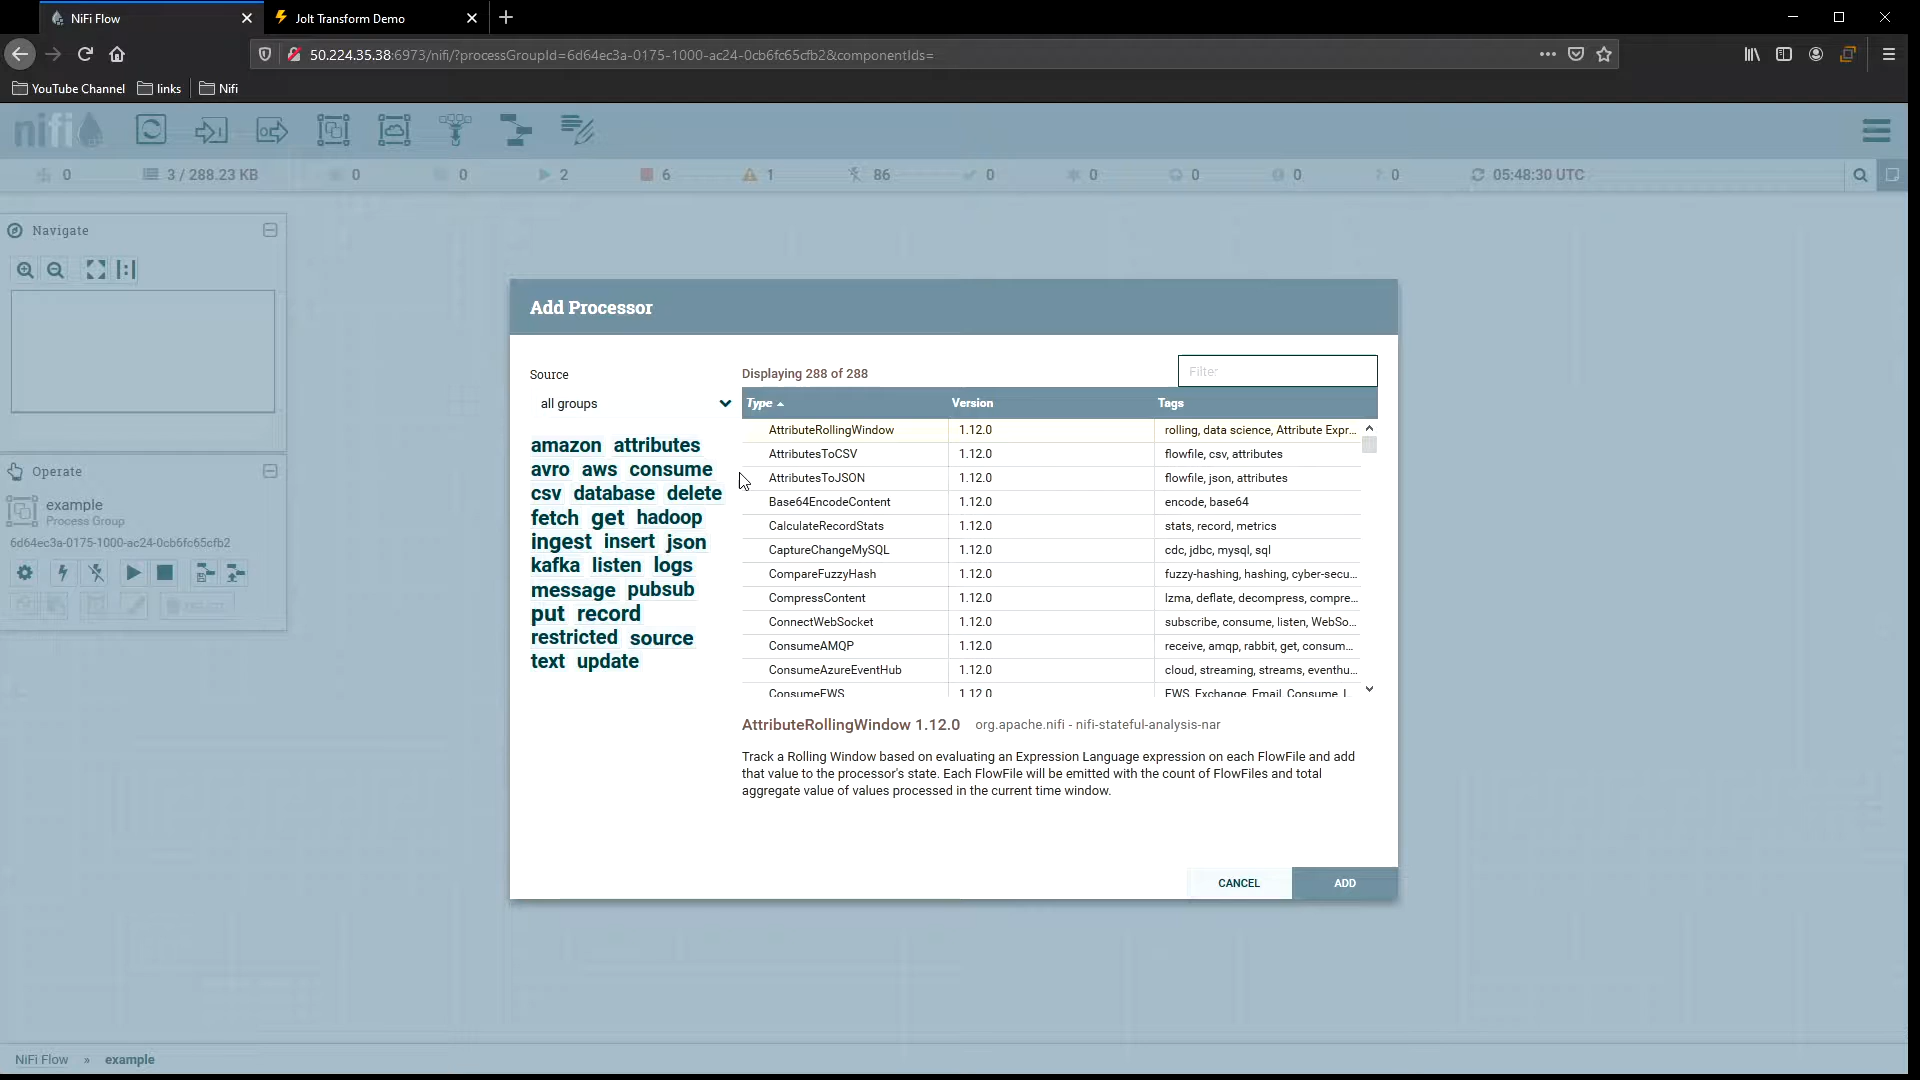 NiFi Flow
Jolt Transform Demo
50.224.35.38:6973/nifi/?processGroupId=6d64ec3a-0175-1000-ac24-0cb6fc65cfb2&componentIds=
YouTube Channel links Nifi
nifi
0 3 / 288.23 KB 0 0 2 6 1 86 0 0 0 0 0 05:48:30 UTC
Navigate
Operate
example
Process Group
6d64ec3a-0175-1000-ac24-0cb6fc65cfb2
DELETE
Add Processor
Source
all groups
amazon attributes
avro aws consume
csv database delete
fetch get hadoop
ingest insert json
kafka listen logs
message pubsub
put record
restricted source
text update
Displaying 288 of 288
Filter
Type Version Tags
AttributeRollingWindow 1.12.0 rolling, data science, Attribute Expr...
AttributesToCSV 1.12.0 flowfile, csv, attributes
AttributesToJSON 1.12.0 flowfile, json, attributes
Base64EncodeContent 1.12.0 encode, base64
CalculateRecordStats 1.12.0 stats, record, metrics
CaptureChangeMySQL 1.12.0 cdc, jdbc, mysql, sql
CompareFuzzyHash 1.12.0 fuzzy-hashing, hashing, cyber-secu...
CompressContent 1.12.0 lzma, deflate, decompress, compre...
ConnectWebSocket 1.12.0 subscribe, consume, listen, WebSo...
ConsumeAMQP 1.12.0 receive, amqp, rabbit, get, consum...
ConsumeAzureEventHub 1.12.0 cloud, streaming, streams, eventhu...
ConsumeEWS 1.12.0 EWS, Exchange, Email, Consume, I...
AttributeRollingWindow 1.12.0 org.apache.nifi - nifi-stateful-analysis-nar
Track a Rolling Window based on evaluating an Expression Language expression on each FlowFile and add
that value to the processor's state. Each FlowFile will be emitted with the count of FlowFiles and total
aggregate value of values processed in the current time window.
CANCEL ADD
NiFi Flow » example